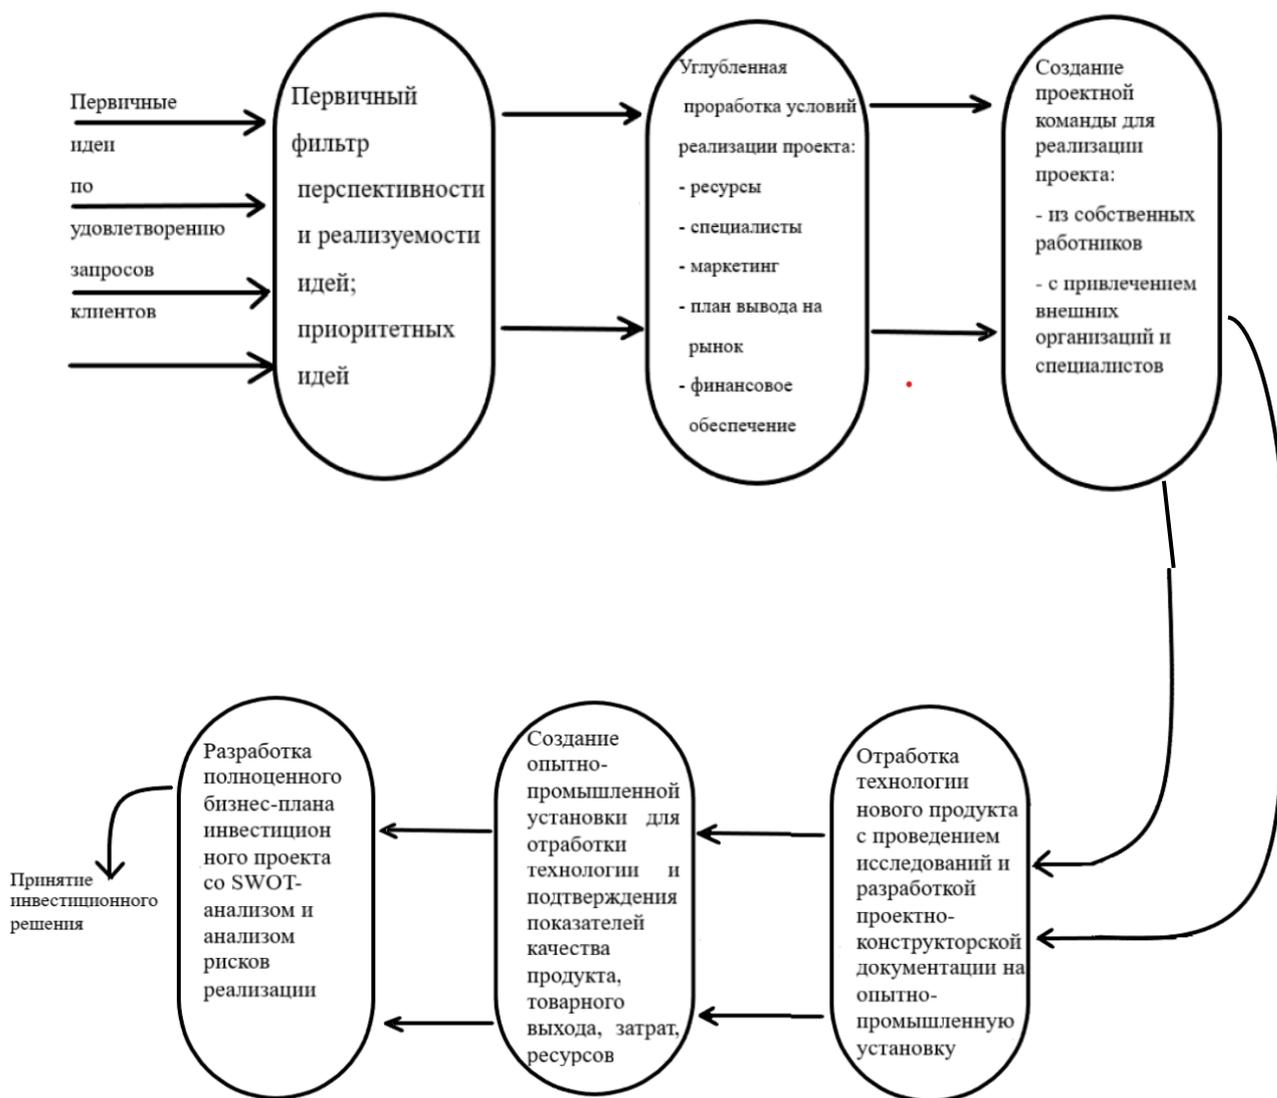 Первичные
идеи
по
удовлетворению
запросов
клиентов
Первичный
фильтр
перспективности
и реализуемости
идей;
приоритетных
идей
Углубленная
проработка условий
реализации проекта:
- ресурсы
- специалисты
- маркетинг
- план вывода на
рынок
- финансовое
обеспечение
Создание
проектной
команды для
реализации
проекта:
- из собственных
работников
- с привлечением
внешних
организаций и
специалистов
Отработка
технологии
нового продукта
с проведением
исследований и
разработкой
проектно-
конструкторской
документации на
опытно-
промышленную
установку
Создание
опытно-
промышленной
установки для
отработки
технологии и
подтверждения
показателей
качества
продукта,
товарного
выхода, затрат,
ресурсов
Разработка
полноценного
бизнес-плана
инвестицион
ного проекта
со SWOT-
анализом и
анализом
рисков
реализации
Принятие
инвестиционного
решения